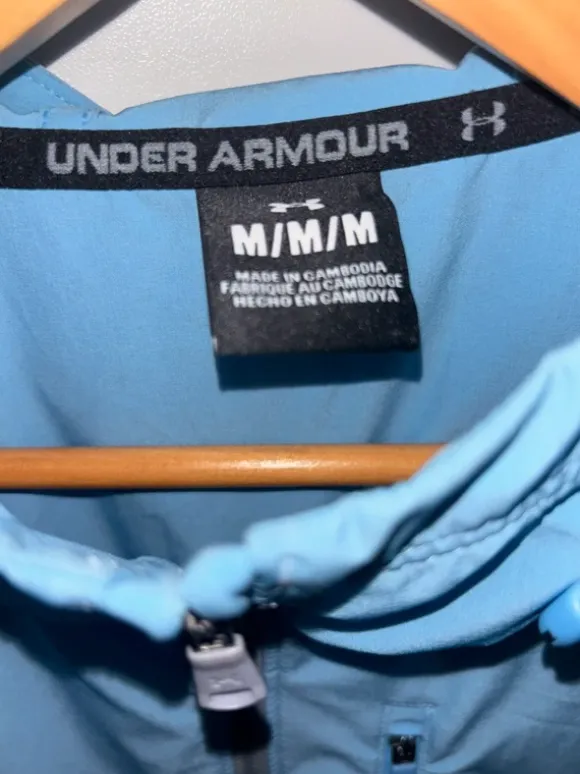 UNDER ARMOUR
M/M/M
MADE IN CAMBODIA
FABRIQUE AU CAMBODGE
HECHO EN CAMBOYA